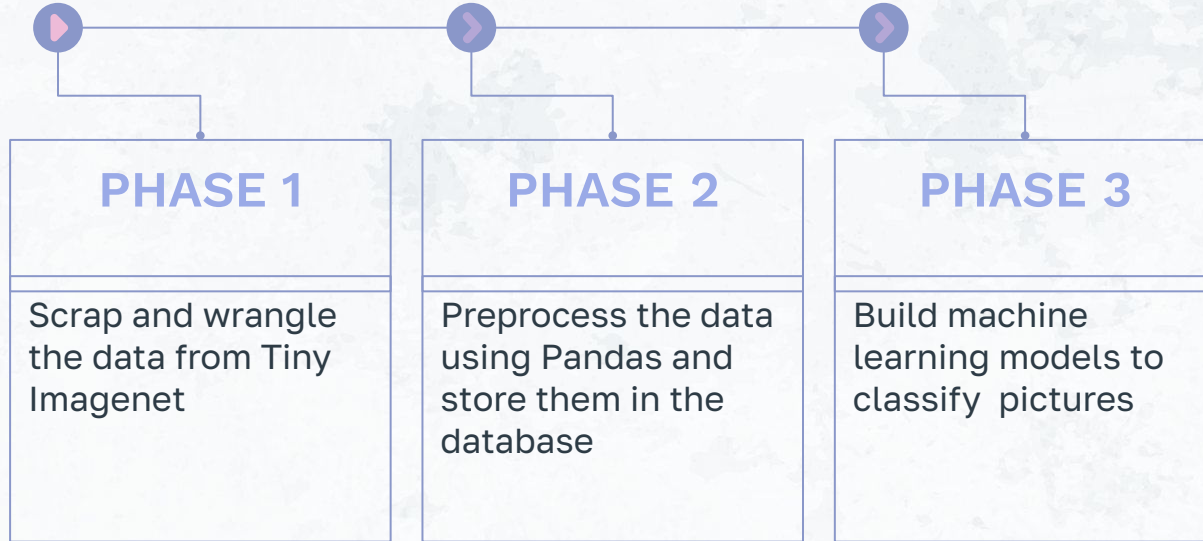 PHASE 1
Scrap and wrangle
the data from Tiny
Imagenet
PHASE 2
Preprocess the data
using Pandas and
store them in the
database
PHASE 3
Build machine
learning models to
classify  pictures